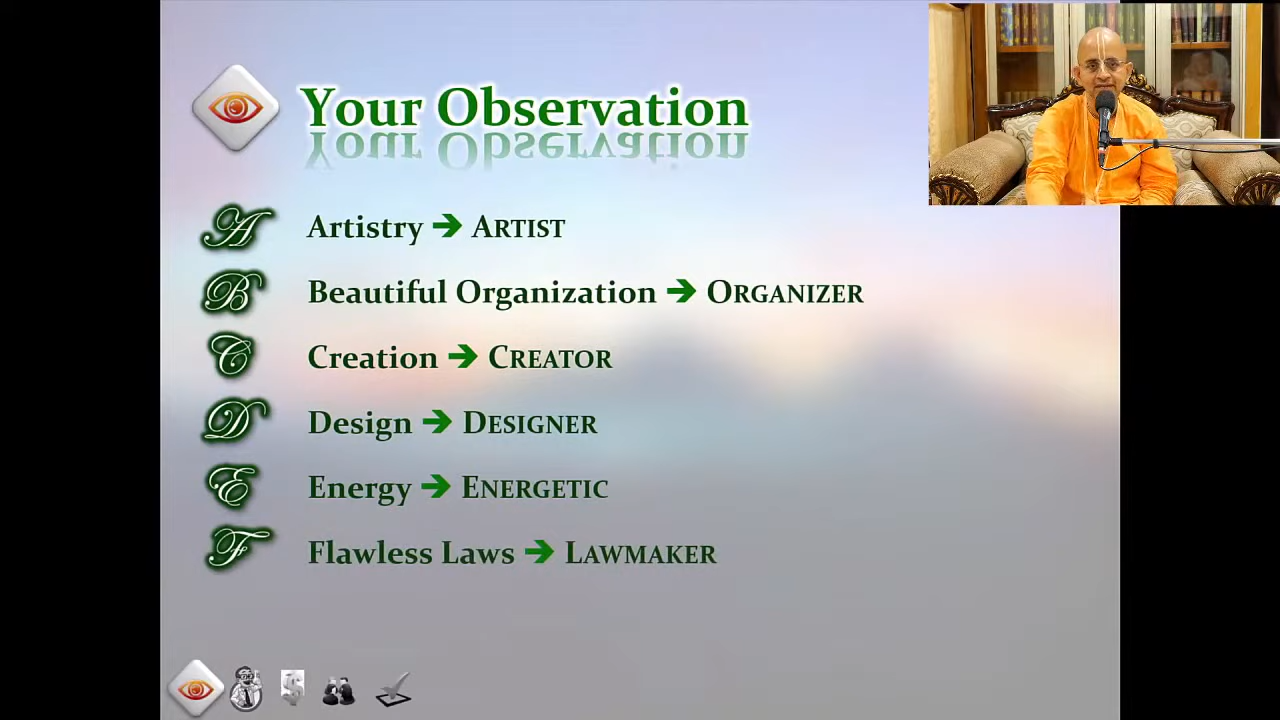 Your Observation
A Artistry ➔ ARTIST
B Beautiful Organization ➔ ORGANIZER
C Creation ➔ CREATOR
D Design ➔ DESIGNER
E Energy ➔ ENERGETIC
F Flawless Laws ➔ LAWMAKER